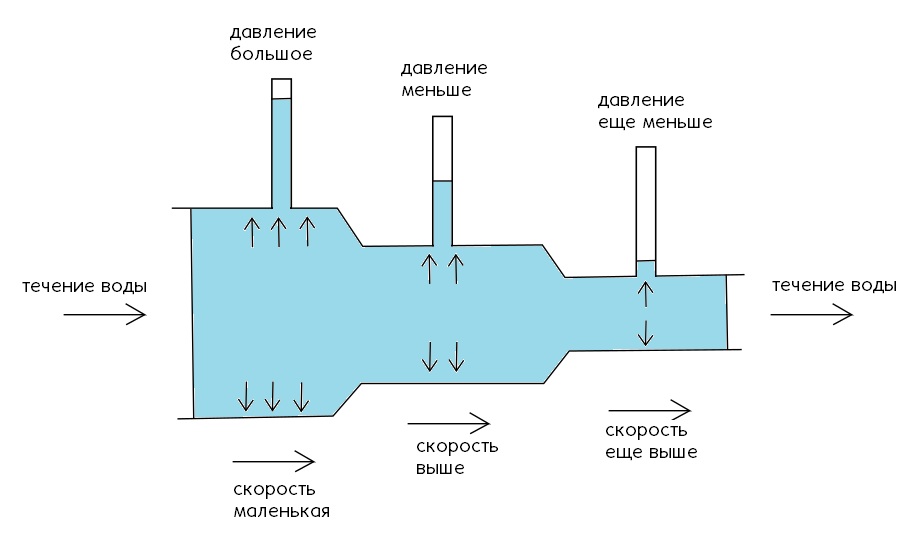 давление
большое
давление
меньше
давление
еще меньше
течение воды
течение воды
скорость
маленькая
скорость
выше
скорость
еще выше